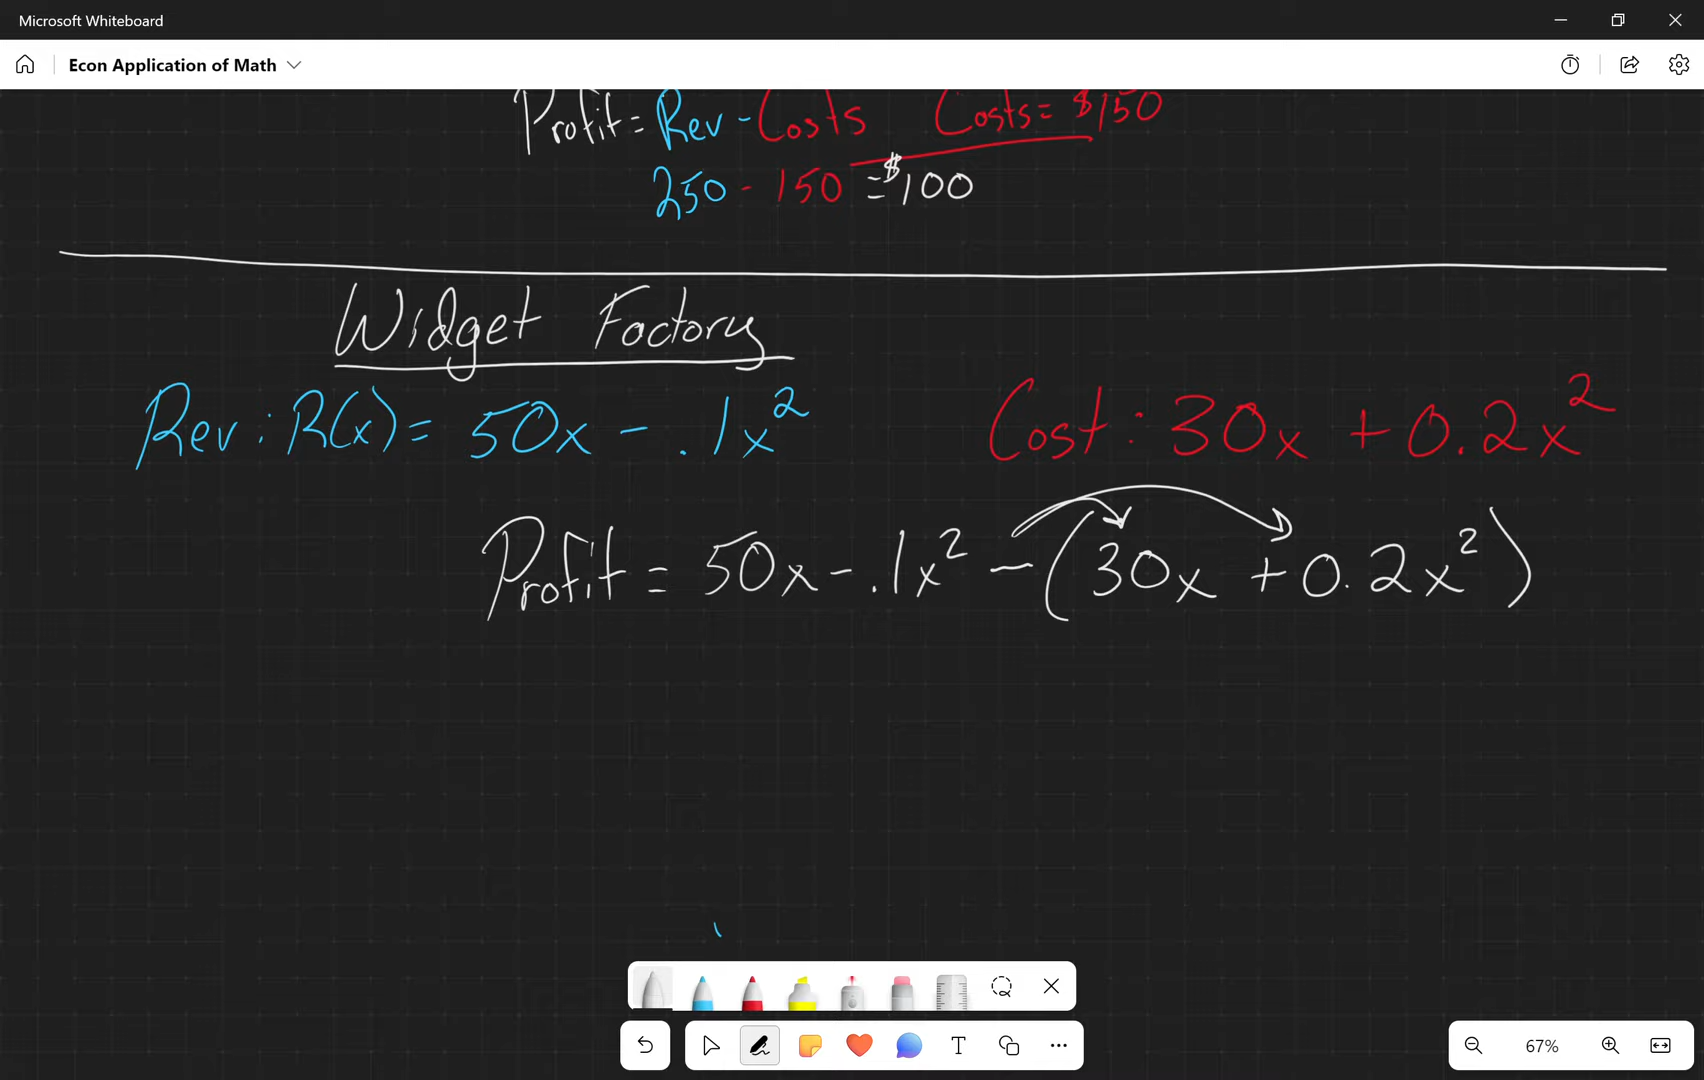 Microsoft Whiteboard
Econ Application of Math
Profit = Rev - Costs Costs = $150
250 - 150 = $100
Widget Factory
Rev : R(x) = 50x - .1x² Cost : 30x + 0.2x²
Profit = 50x - .1x² - (30x + 0.2x²)
67%